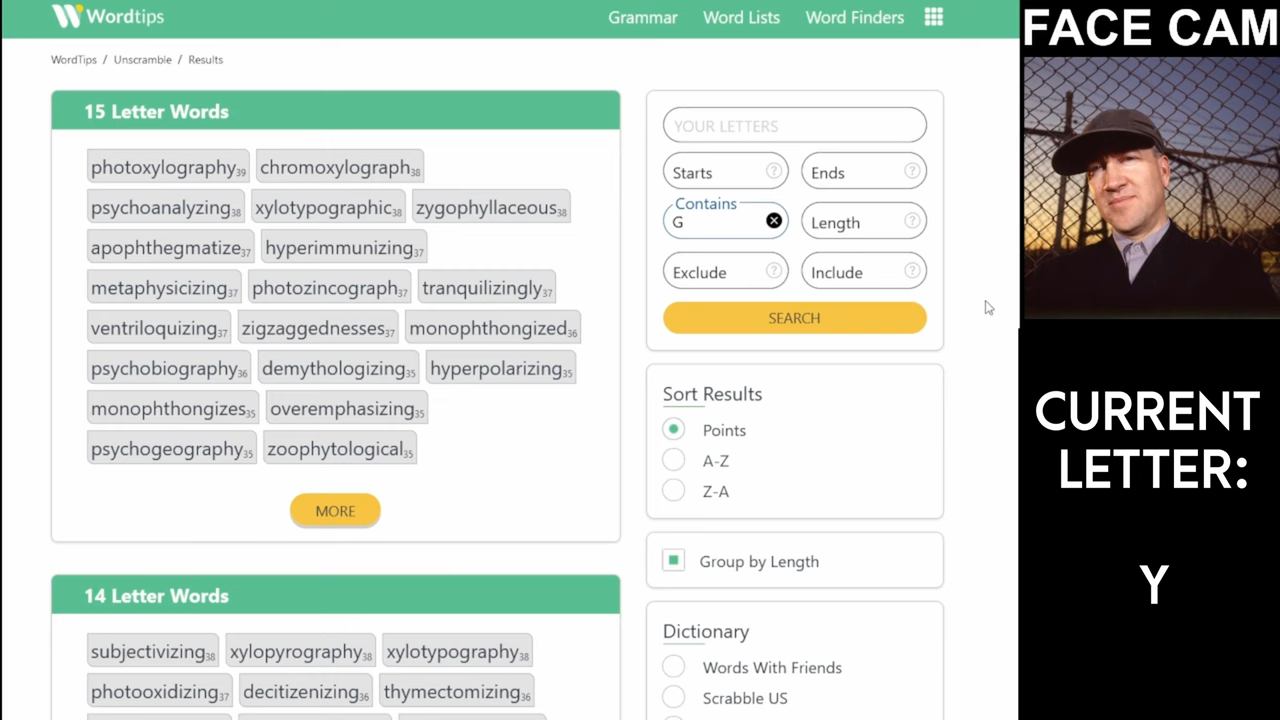 Wordtips
Grammar Word Lists Word Finders
WordTips / Unscramble / Results
15 Letter Words
photoxylography39 chromoxylograph38
psychoanalyzing38 xylotypographic38 zygophyllaceous38
apophthegmatize37 hyperimmunizing37
metaphysicizing37 photozincograph37 tranquilizingly37
ventriloquizing37 zigzaggednesses37 monophthongized36
psychobiography36 demythologizing35 hyperpolarizing35
monophthongizes35 overemphasizing35
psychogeography35 zoophytological35
MORE
14 Letter Words
subjectivizing38 xylopyrography38 xylotypography38
photooxidizing37 decitizenizing36 thymectomizing36
YOUR LETTERS
Starts ? Ends ?
Contains
G Length ?
Exclude ? Include ?
SEARCH
Sort Results
Points
A-Z
Z-A
Group by Length
Dictionary
Words With Friends
Scrabble US
FACE CAM
CURRENT
LETTER:
Y